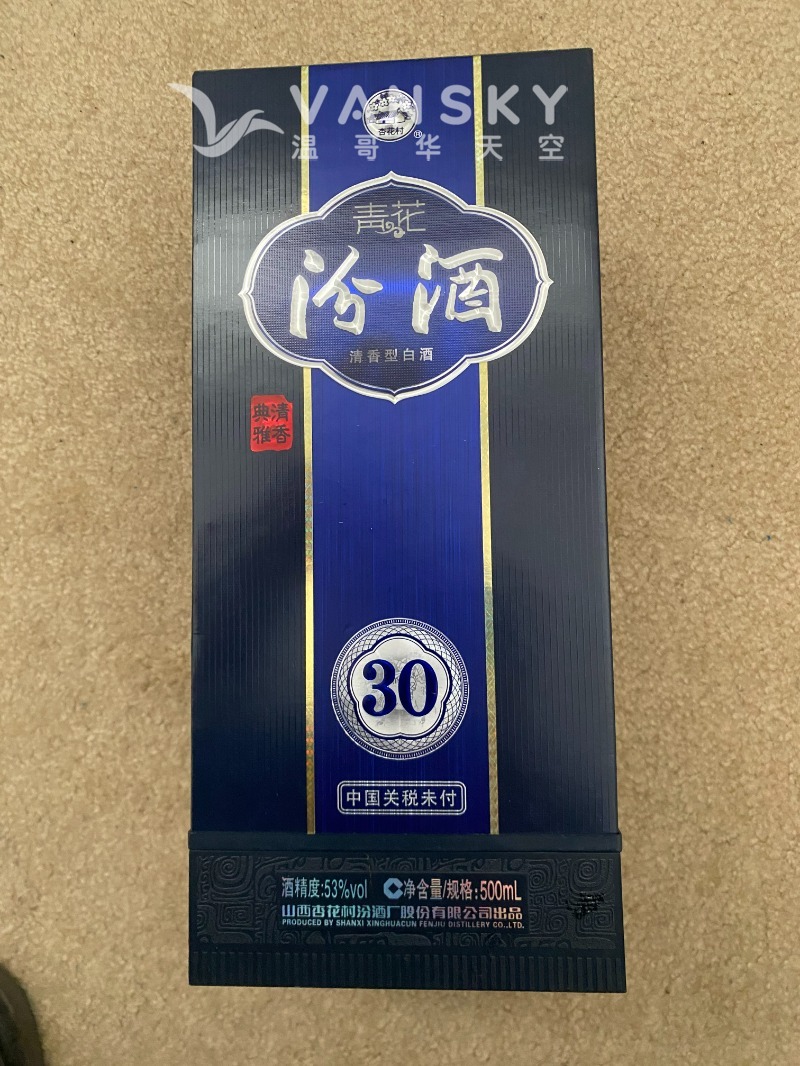 VANSKY
温哥华天空
杏花村®
青花
汾酒
清香型白酒
清香
典雅
30
中国关税未付
酒精度:53%vol 净含量/规格:500mL
山西杏花村汾酒厂股份有限公司出品
PRODUCED BY SHANXI XINGHUACUN FENJIU DISTILLERY CO.,LTD.